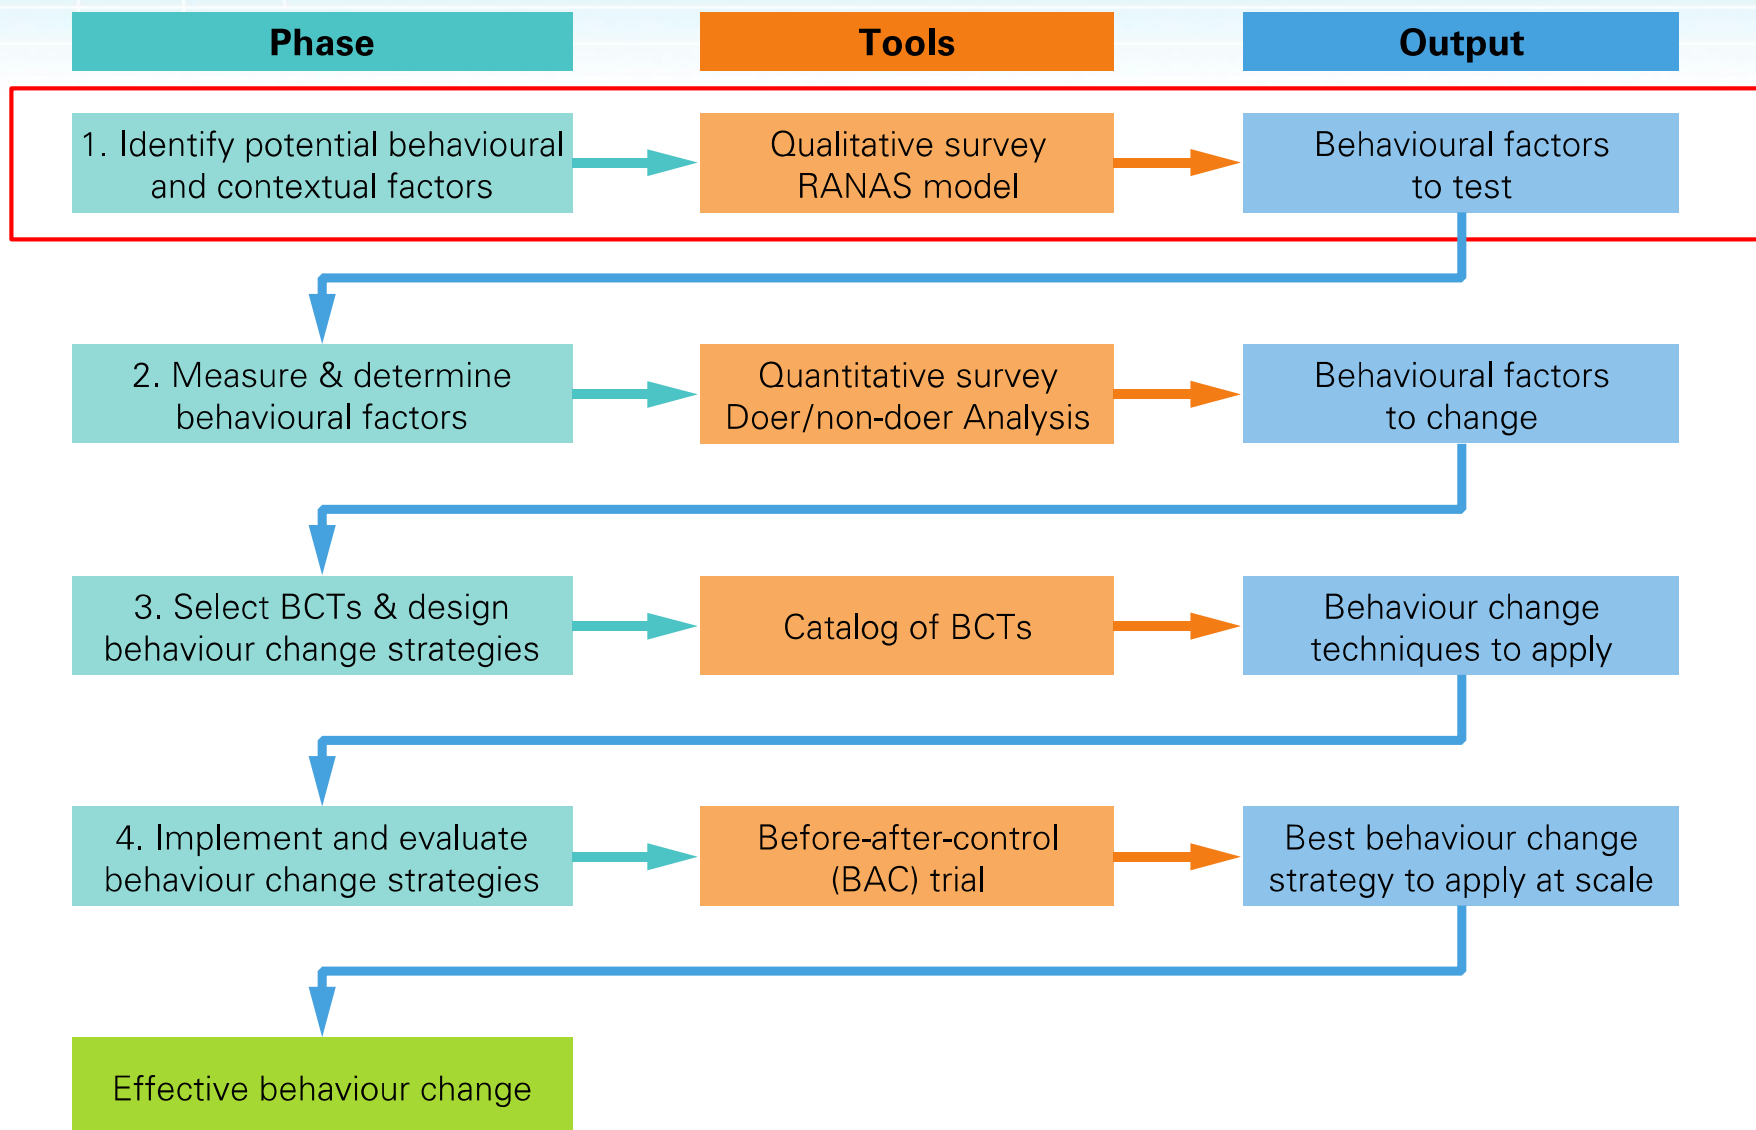 Phase
Tools
Output
1. Identify potential behavioural
and contextual factors
Qualitative survey
RANAS model
Behavioural factors
to test
2. Measure & determine
behavioural factors
Quantitative survey
Doer/non-doer Analysis
Behavioural factors
to change
3. Select BCTs & design
behaviour change strategies
Catalog of BCTs
Behaviour change
techniques to apply
4. Implement and evaluate
behaviour change strategies
Before-after-control
(BAC) trial
Best behaviour change
strategy to apply at scale
Effective behaviour change